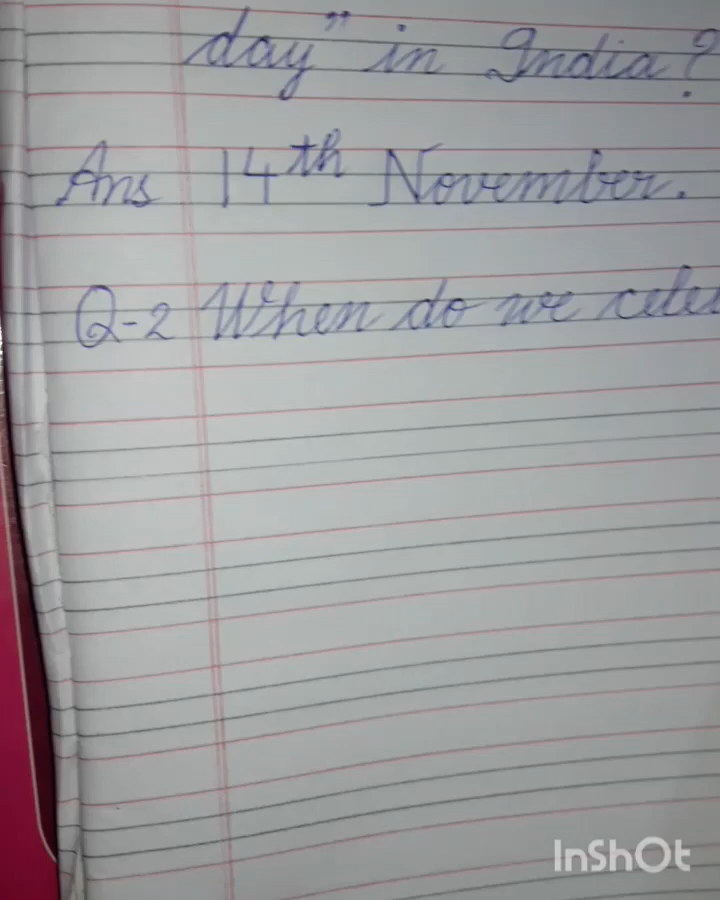 day" in India?
Ans 14th November.
Q-2 When do we
InShOt